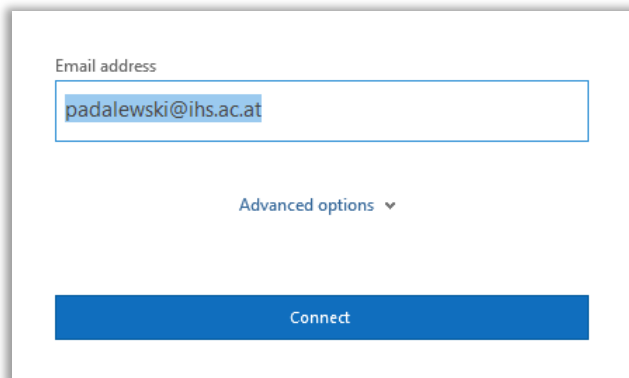 Email address
padalewski@ihs.ac.at
Advanced options
Connect